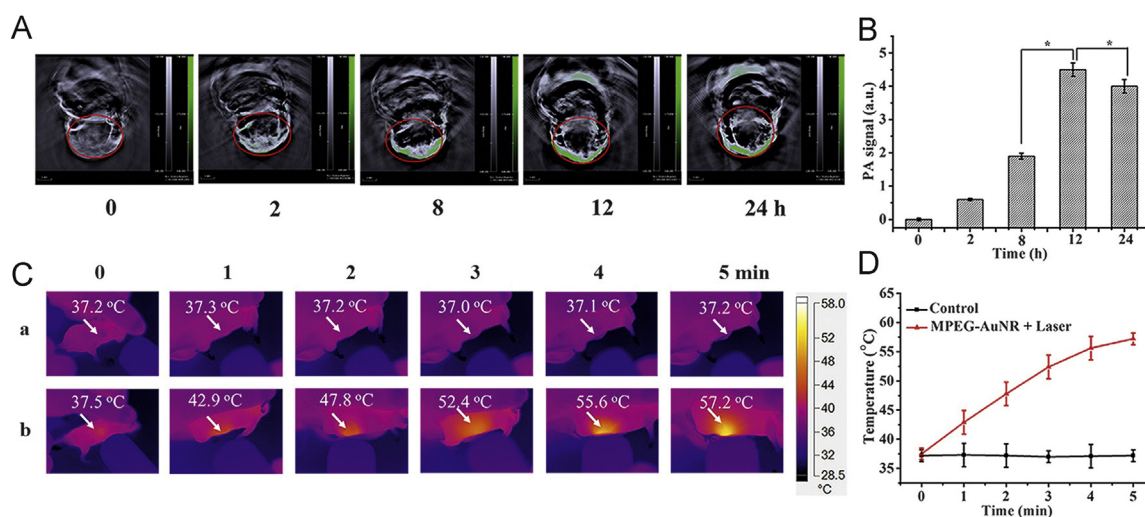 A
0
2
8
12
24 h
B
PA signal (a.u.)
5
4
3
2
1
0
*
*
0
2
8
12
24
Time (h)
C
0
1
2
3
4
5 min
a
37.2 °C
37.3 °C
37.2 °C
37.0 °C
37.1 °C
37.2 °C
b
37.5 °C
42.9 °C
47.8 °C
52.4 °C
55.6 °C
57.2 °C
58.0
52
48
44
40
36
32
28.5
°C
D
Temperature (°C)
65
60
55
50
45
40
35
Control
MPEG-AuNR + Laser
0
1
2
3
4
5
Time (min)